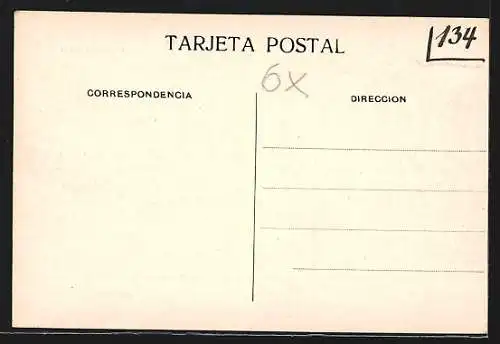 134
TARJETA POSTAL
6X
CORRESPONDENCIA
DIRECCION